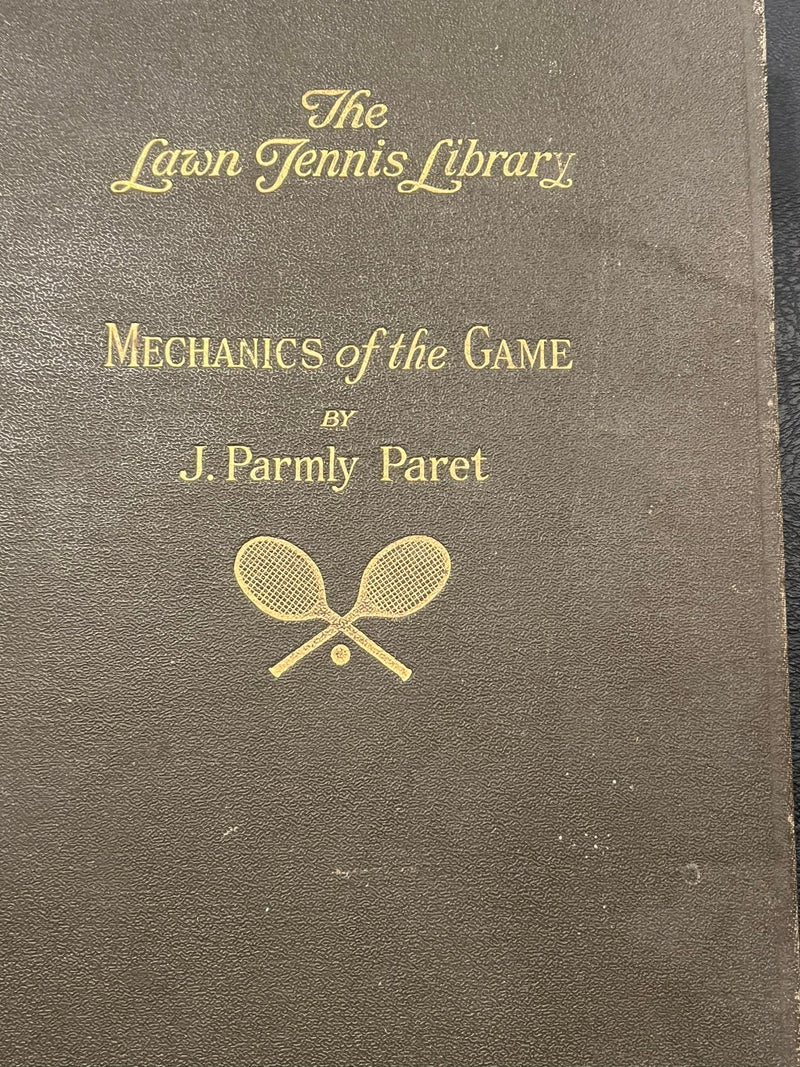 The
Lawn Tennis Library
MECHANICS of the GAME
BY
J. Parmly Paret